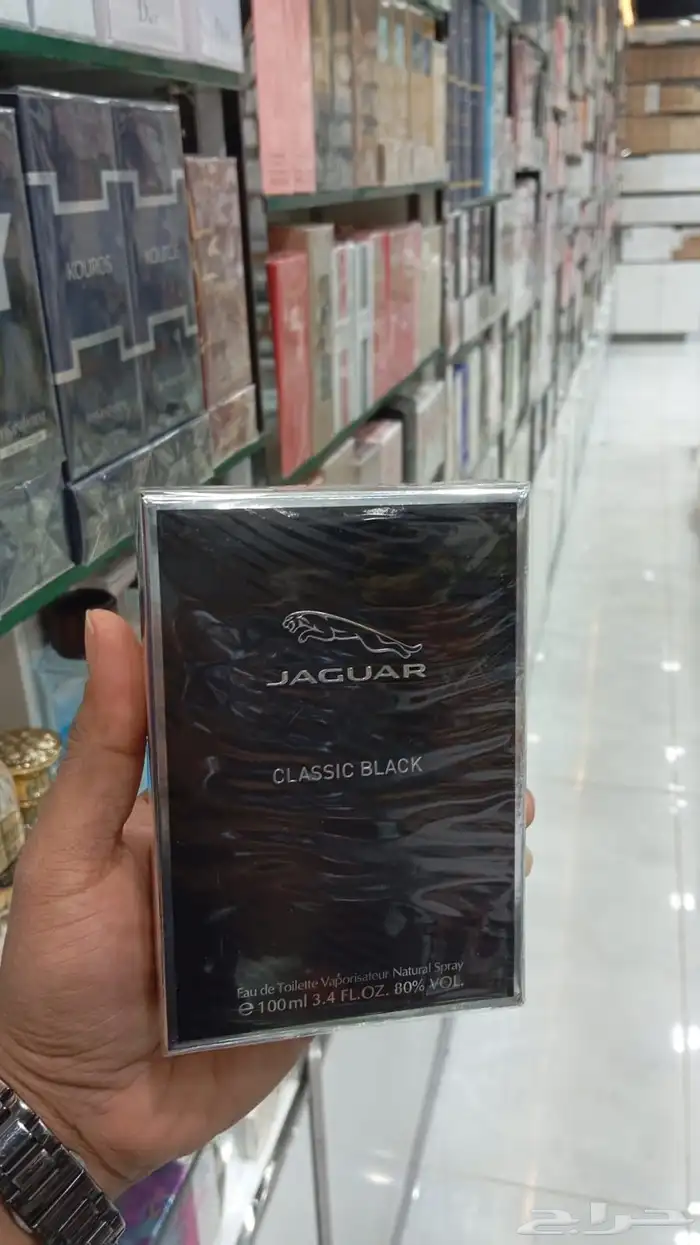 Dior
KOUROS
KOUROS
JAGUAR
CLASSIC BLACK
Eau de Toilette Vaporisateur Natural Spray
℮ 100ml 3.4 FL.OZ. 80% VOL.
حراج